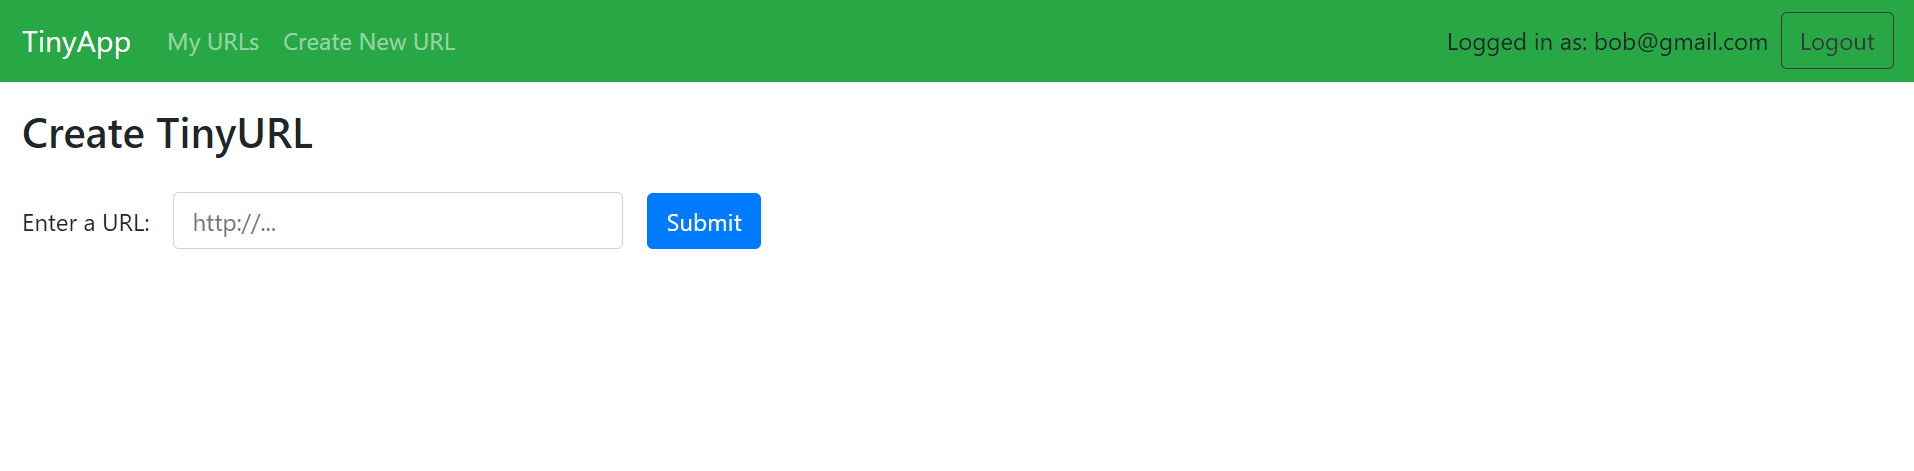 TinyApp My URLs Create New URL Logged in as: bob@gmail.com Logout
Create TinyURL
Enter a URL: http://... Submit